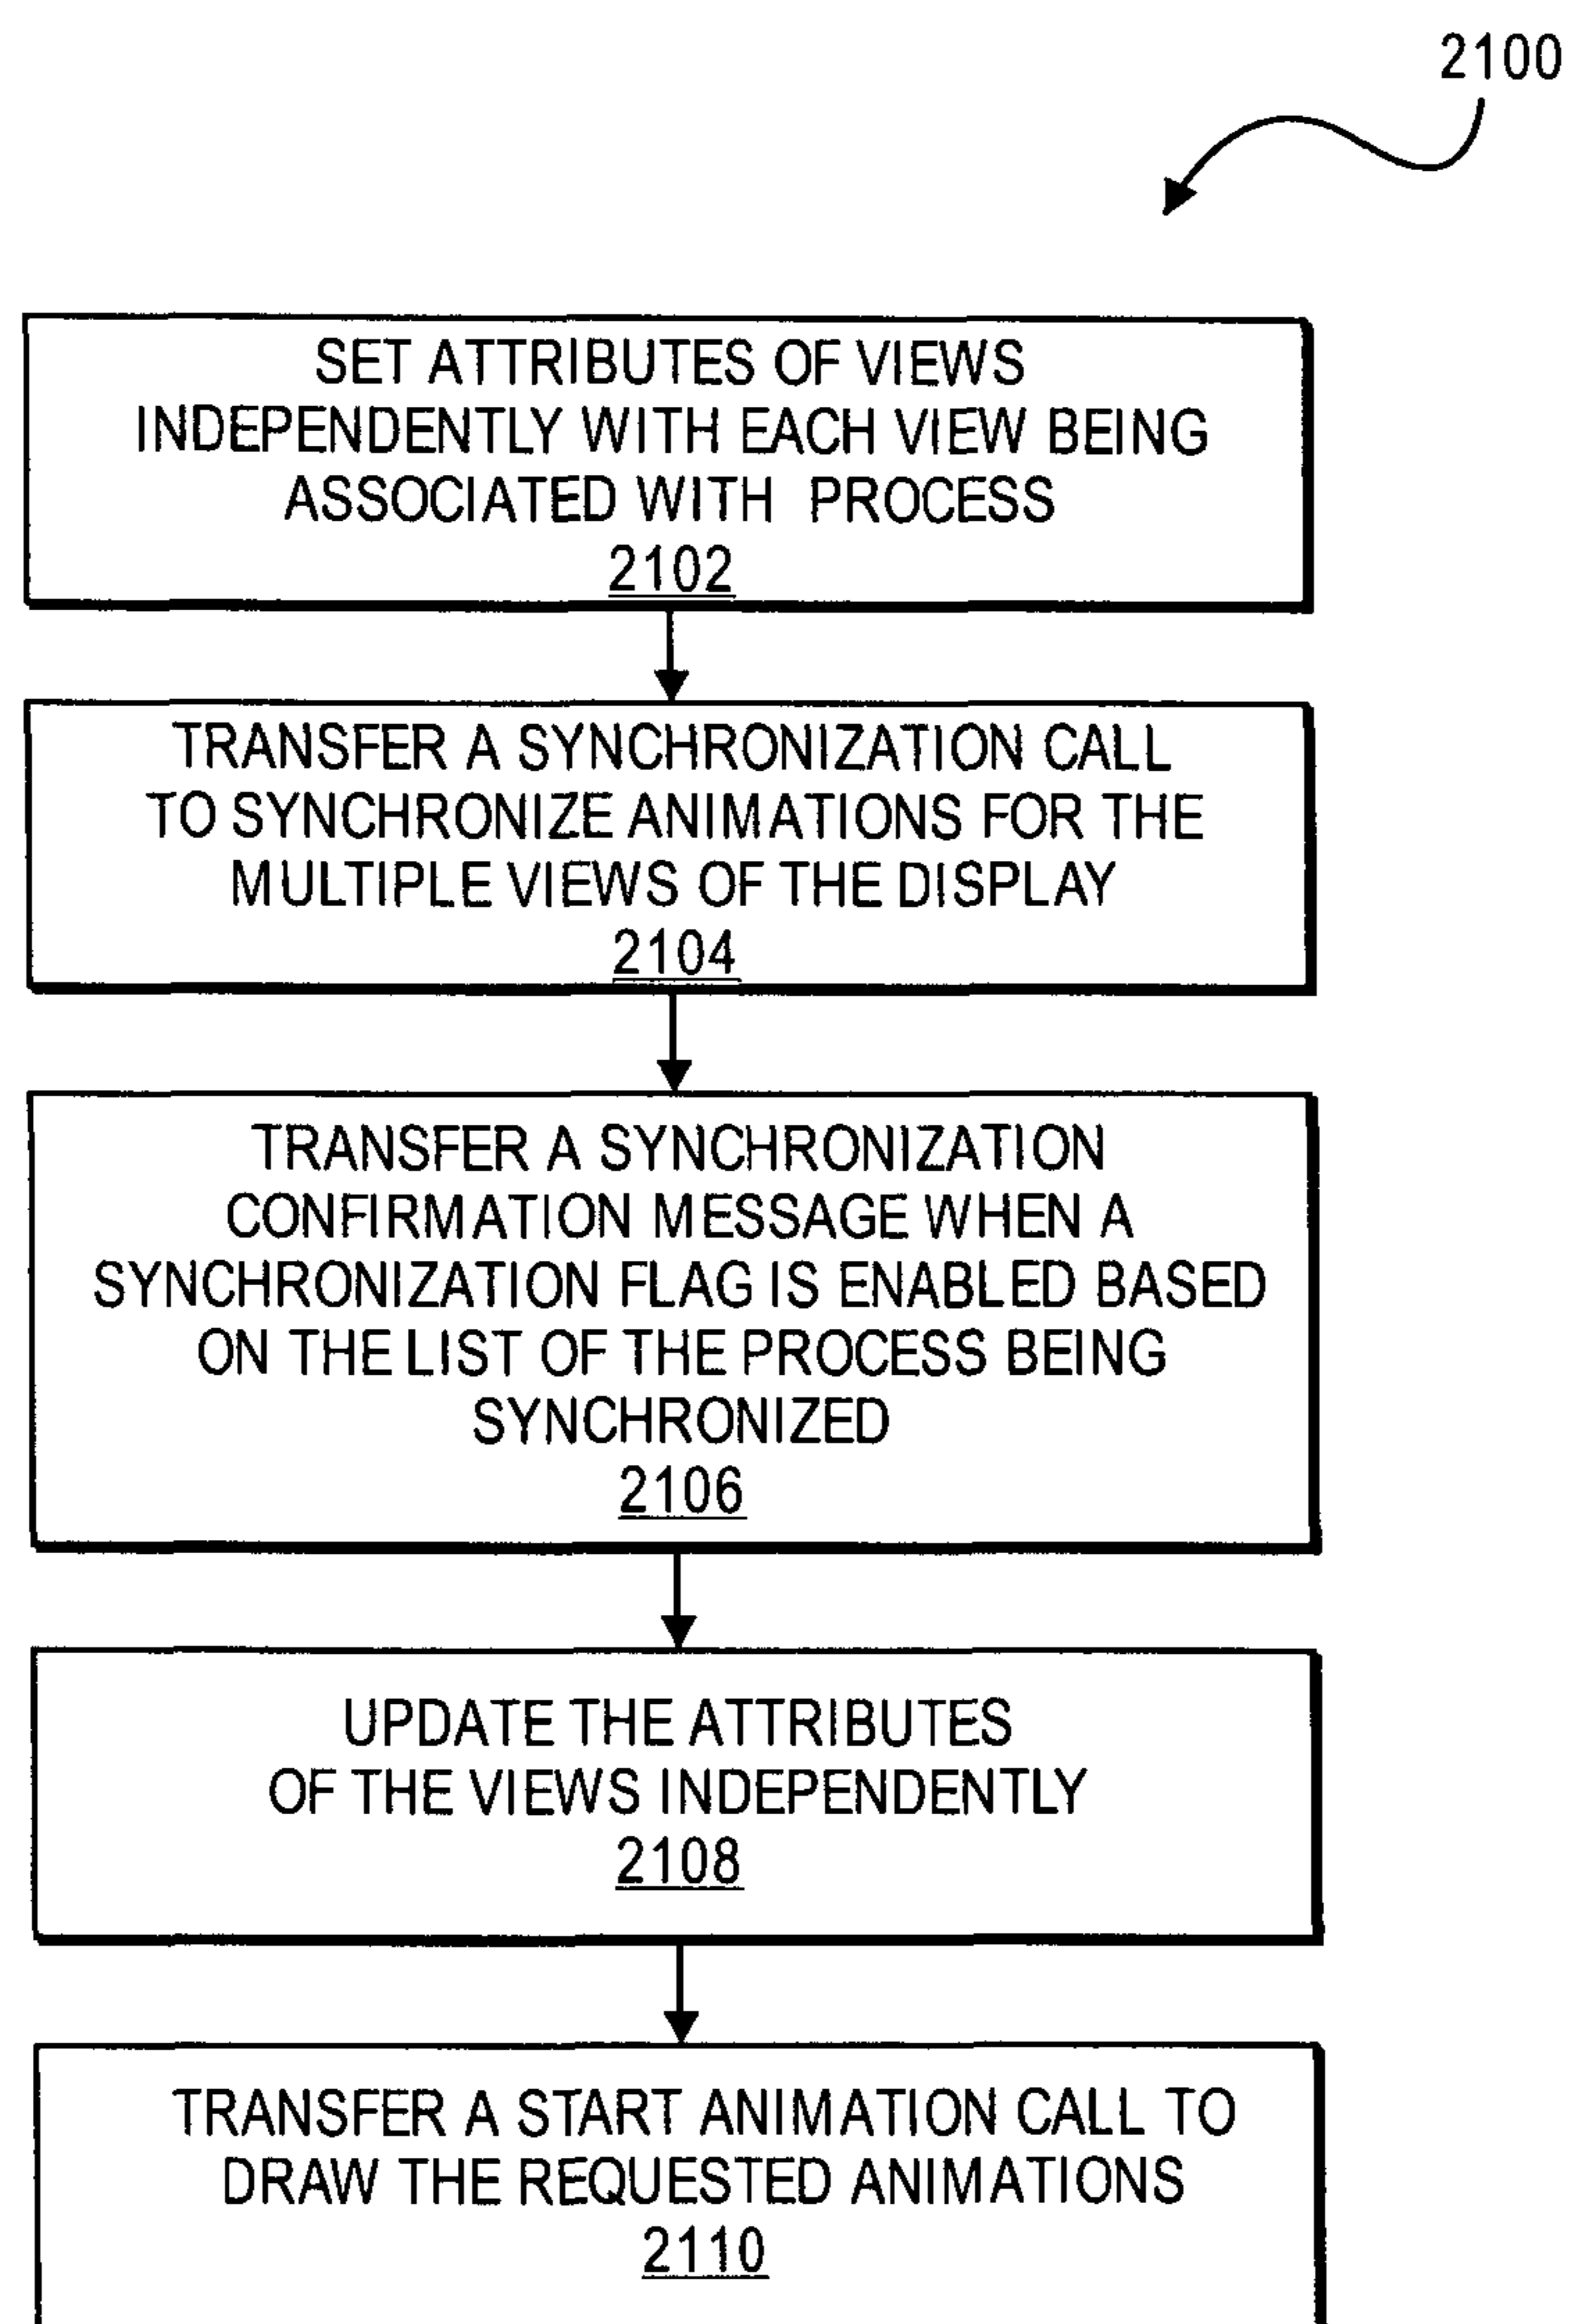 2100
SET ATTRIBUTES OF VIEWS
INDEPENDENTLY WITH EACH VIEW BEING
ASSOCIATED WITH PROCESS
2102
TRANSFER A SYNCHRONIZATION CALL
TO SYNCHRONIZE ANIMATIONS FOR THE
MULTIPLE VIEWS OF THE DISPLAY
2104
TRANSFER A SYNCHRONIZATION
CONFIRMATION MESSAGE WHEN A
SYNCHRONIZATION FLAG IS ENABLED BASED
ON THE LIST OF THE PROCESS BEING
SYNCHRONIZED
2106
UPDATE THE ATTRIBUTES
OF THE VIEWS INDEPENDENTLY
2108
TRANSFER A START ANIMATION CALL TO
DRAW THE REQUESTED ANIMATIONS
2110